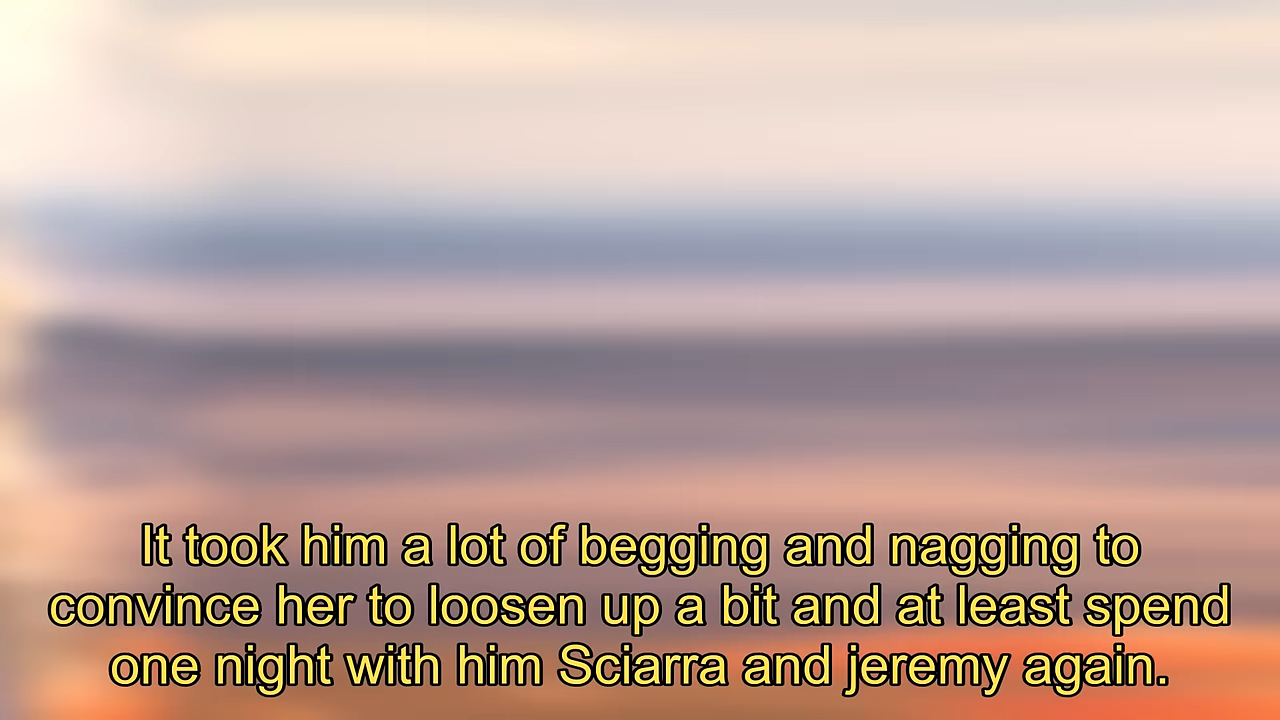 It took him a lot of begging and nagging to
convince her to loosen up a bit and at least spend
one night with him Sciarra and jeremy again.